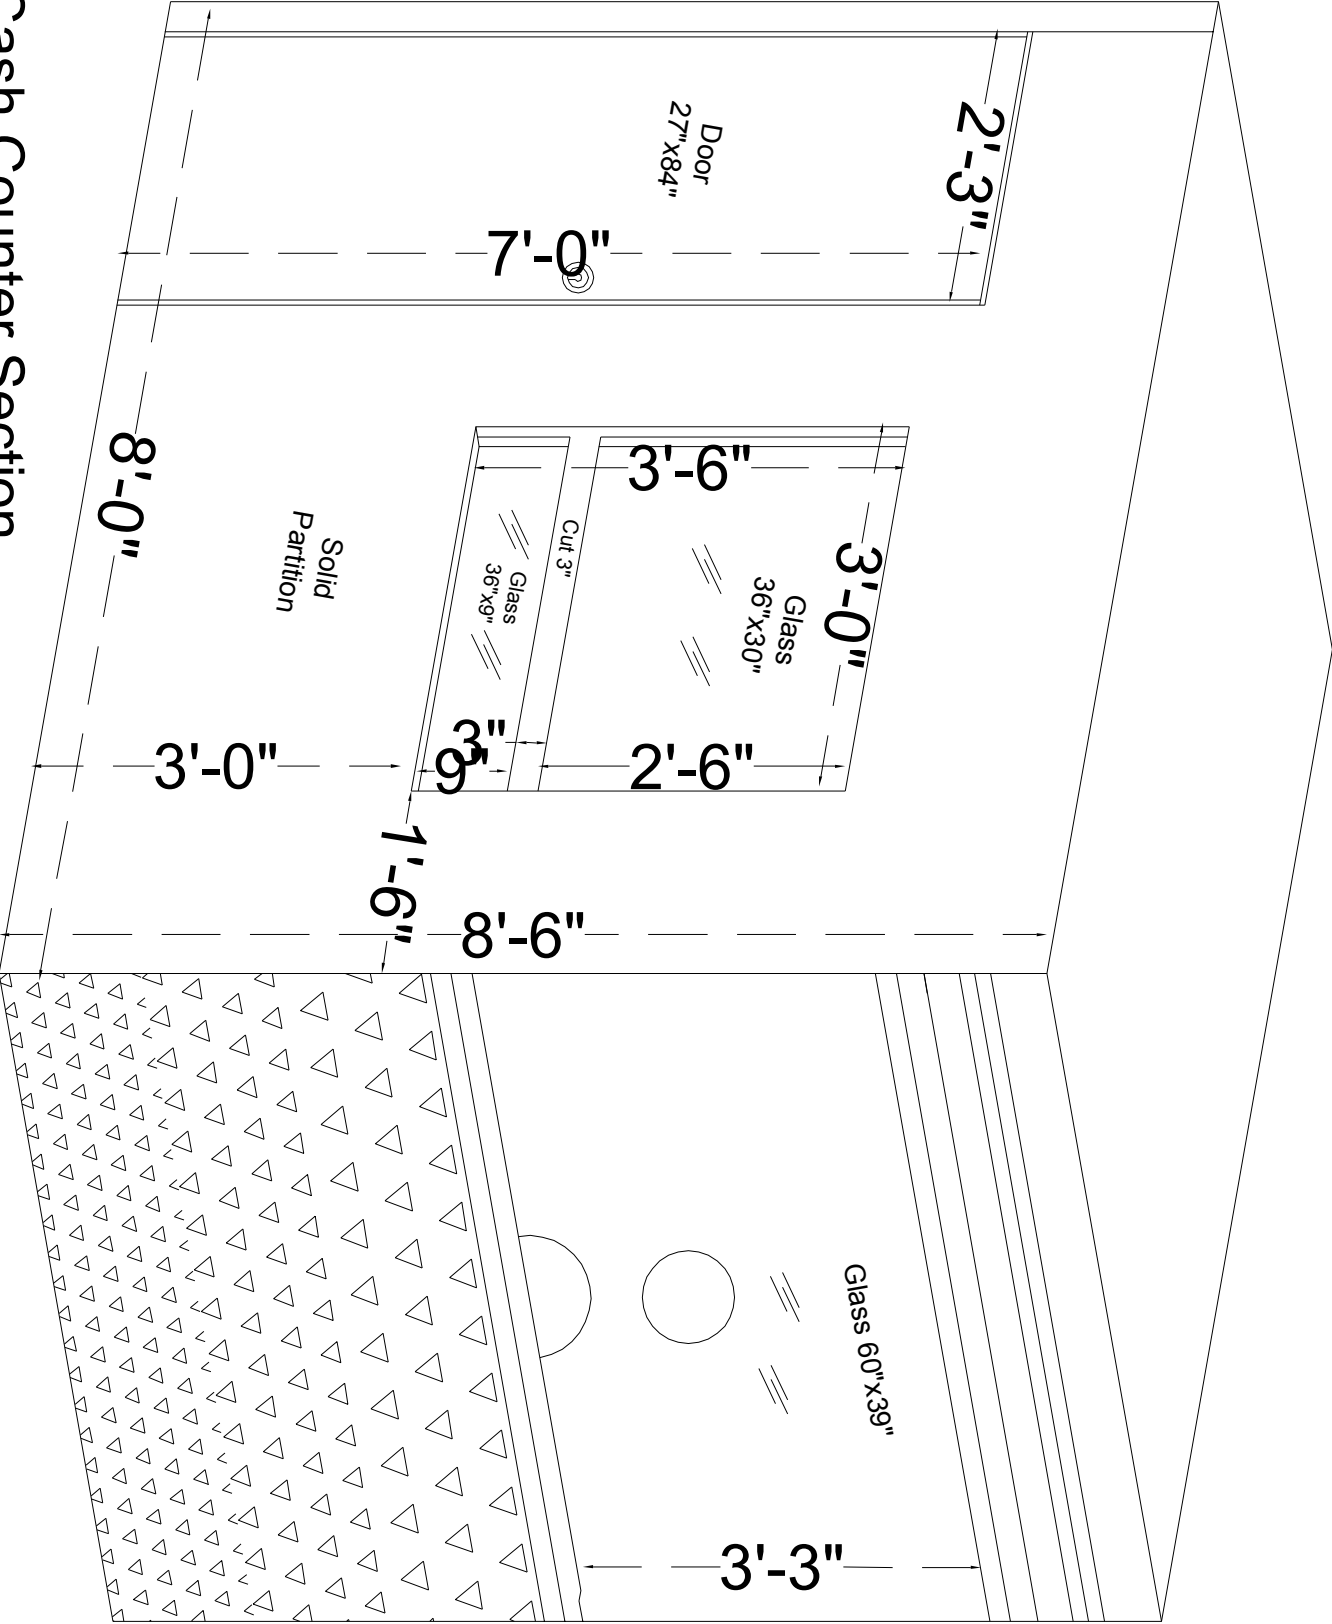 Cash Counter Section
Door
27"x84"
2'-3"
7'-0"
8'-0"
Solid
Partition
3'-6"
3'-0"
Glass
36"x30"
Cut 3"
Glass
36"x9"
3"
9"
2'-6"
3'-0"
1'-6"
8'-6"
Glass 60"x39"
3'-3"